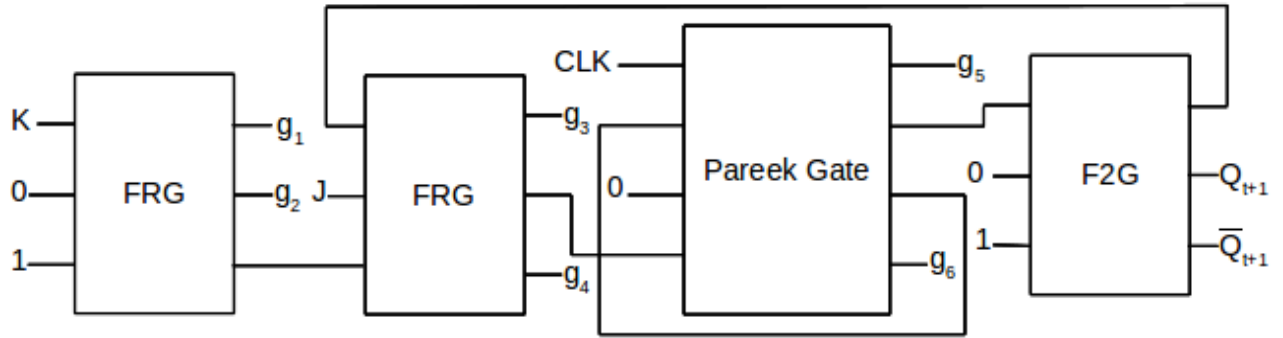 K
0
1
FRG
g₁
g₂
J
FRG
g₃
g₄
CLK
0
Pareek Gate
g₅
g₆
0
1
F2G
Qₜ₊₁
Q̅ₜ₊₁